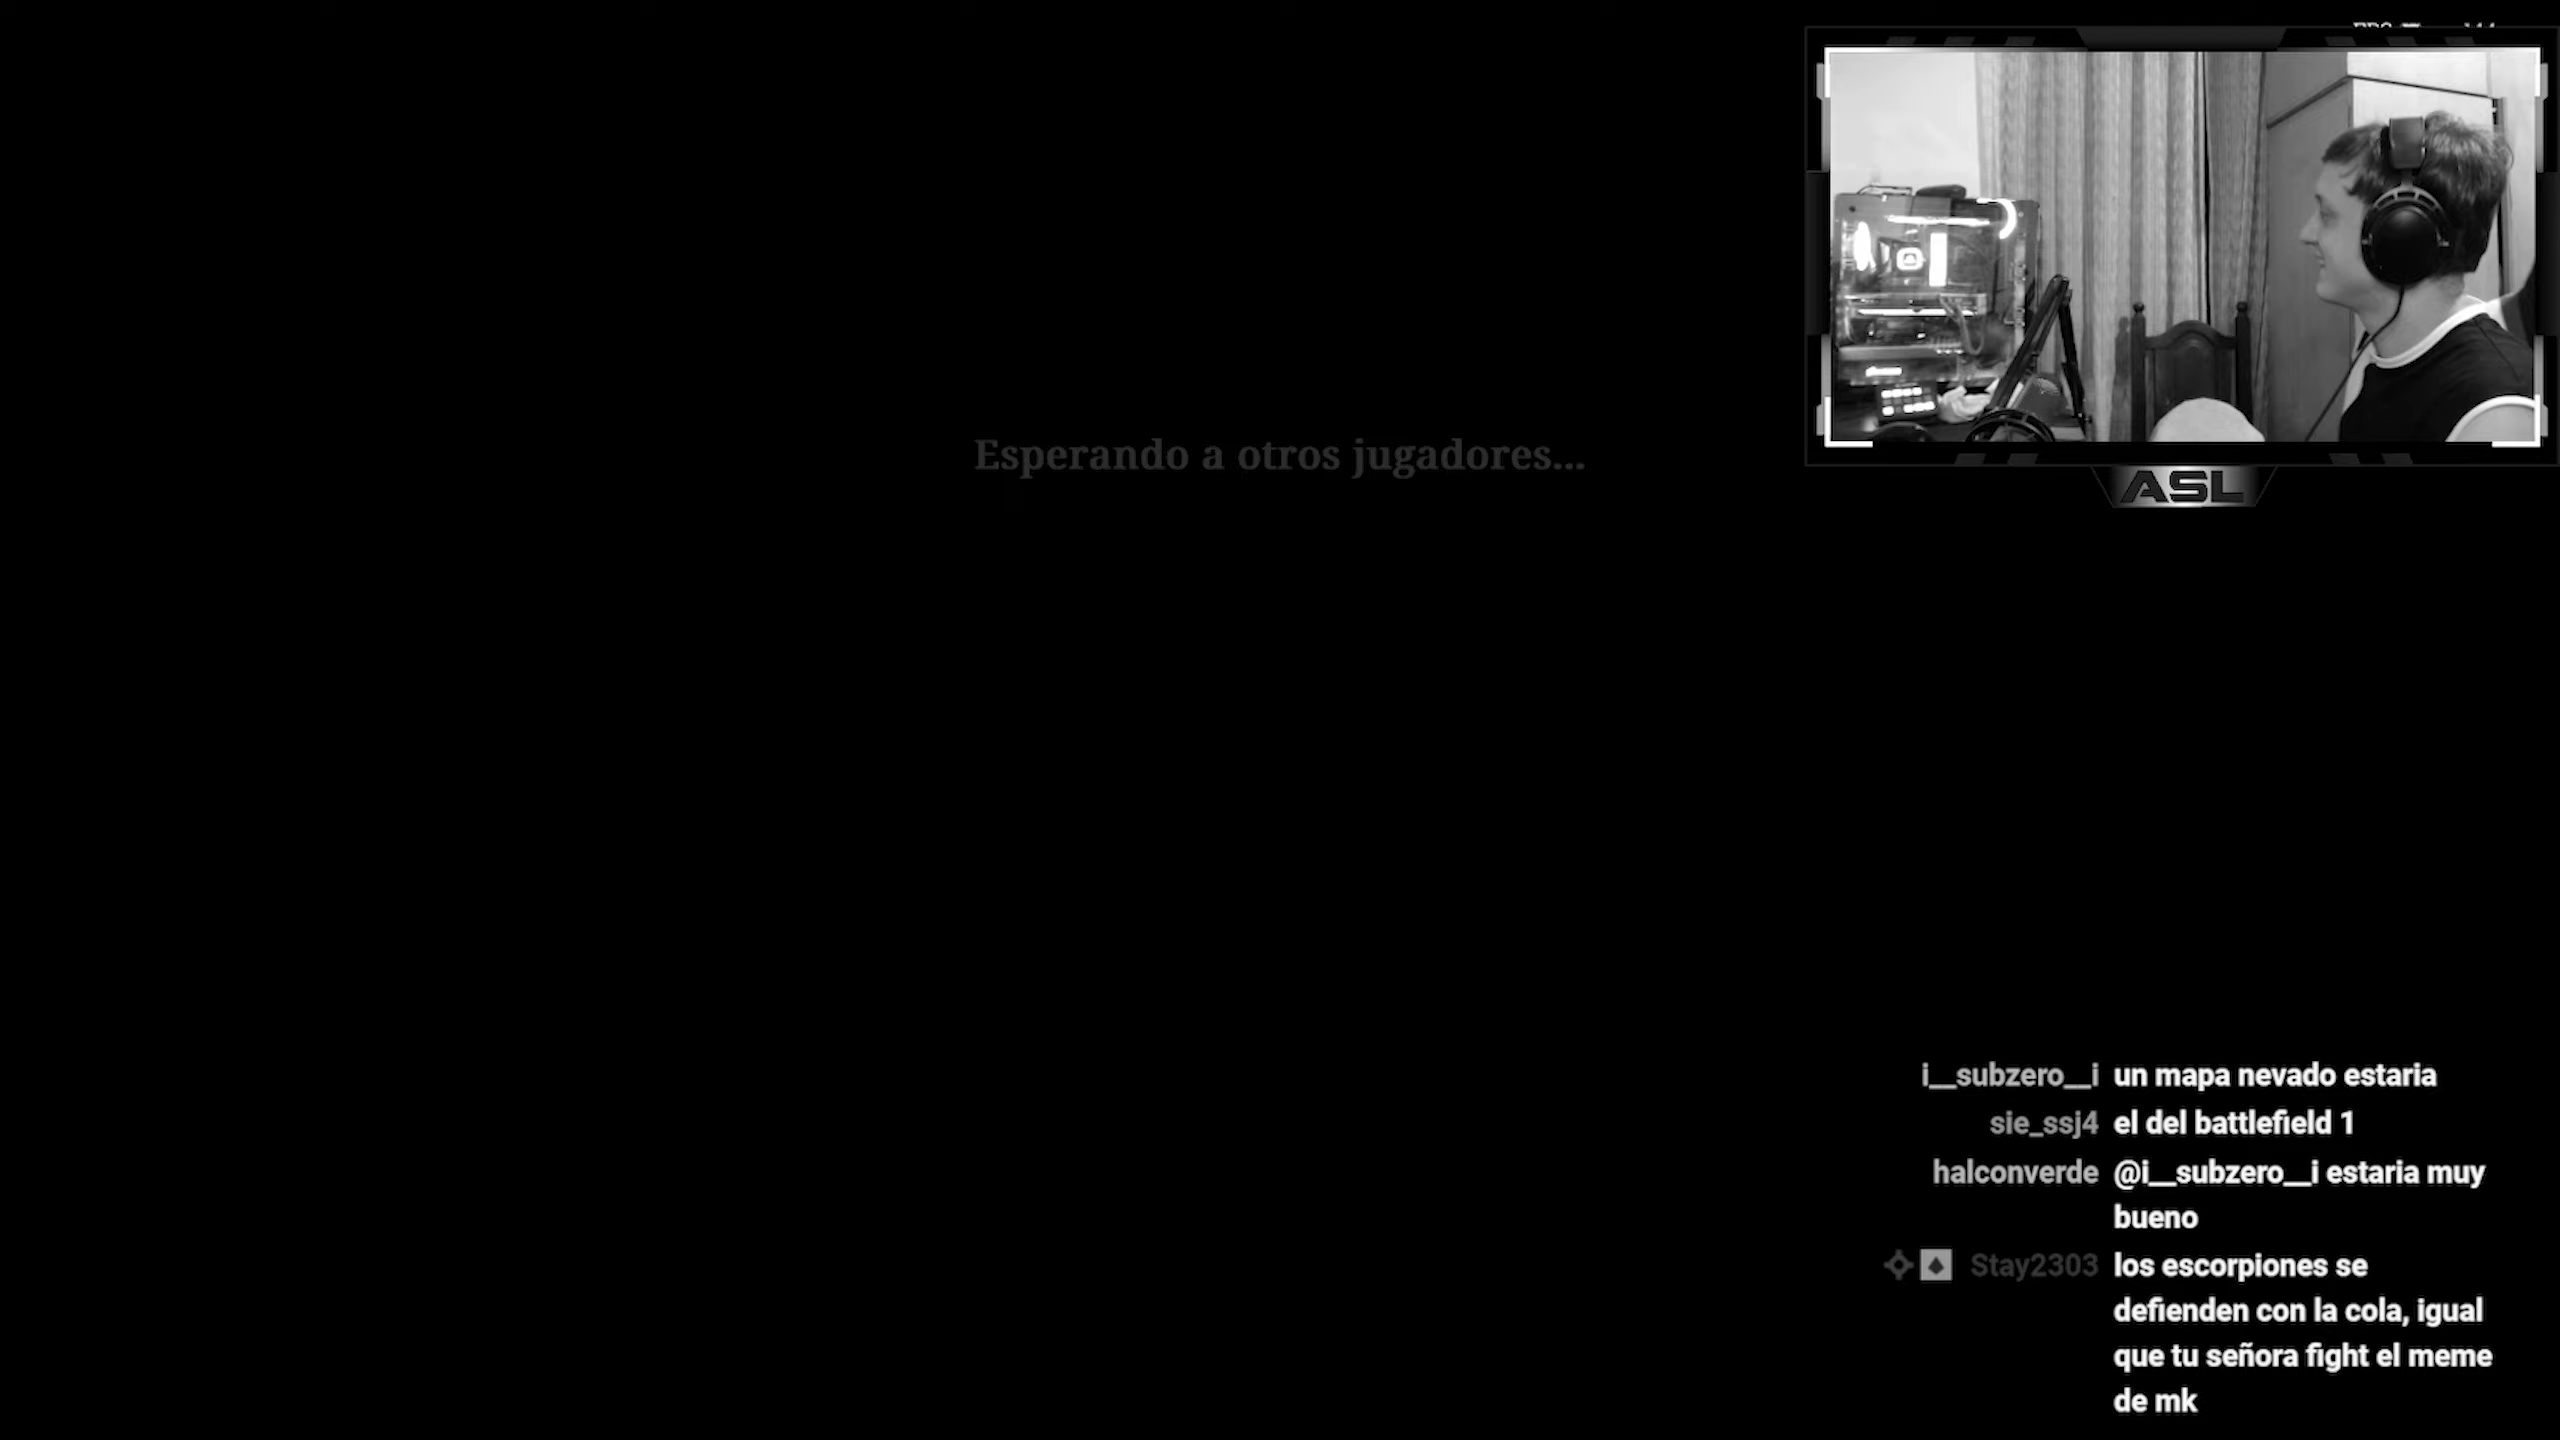 Esperando a otros jugadores...
ASL
i__subzero__i un mapa nevado estaria
sie_ssj4 el del battlefield 1
halconverde @i__subzero__i estaria muy
bueno
Stay2303 los escorpiones se
defienden con la cola, igual
que tu señora fight el meme
de mk